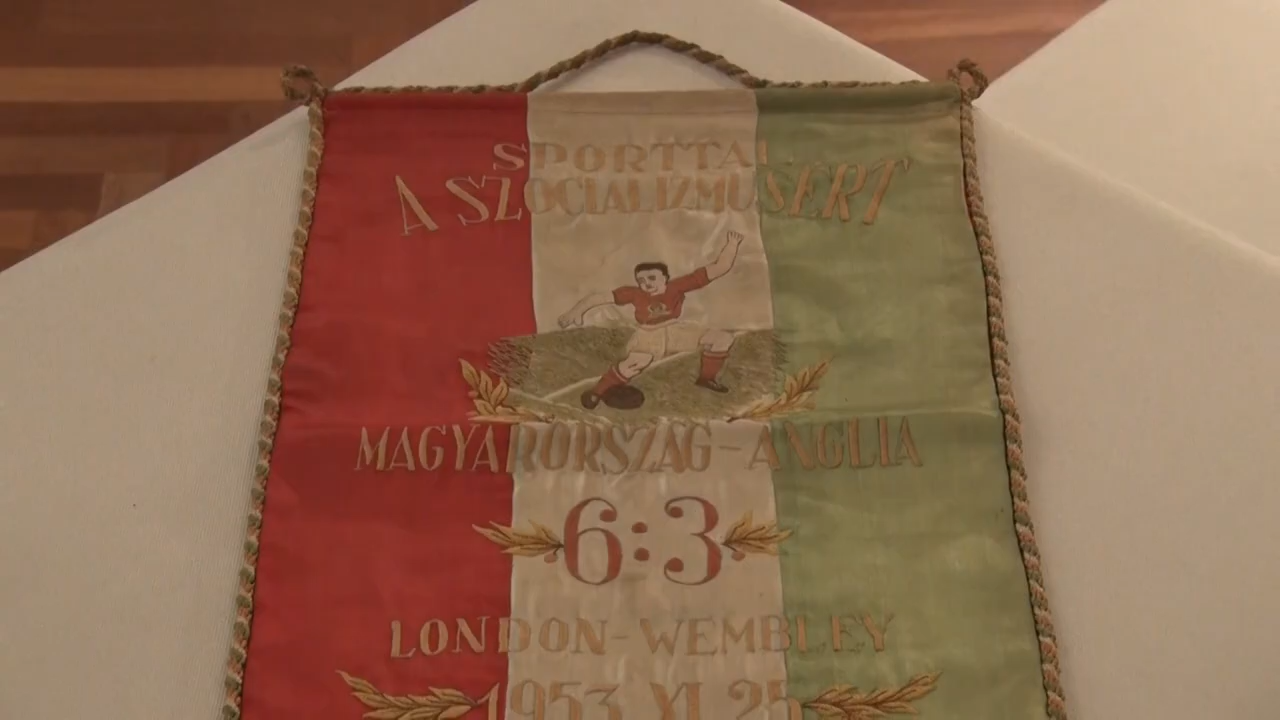 SPORTTAL
A SZOCIALIZMUSÉRT
MAGYARORSZÁG-ANGLIA
6:3
LONDON-WEMBLEY
1953. XI. 25